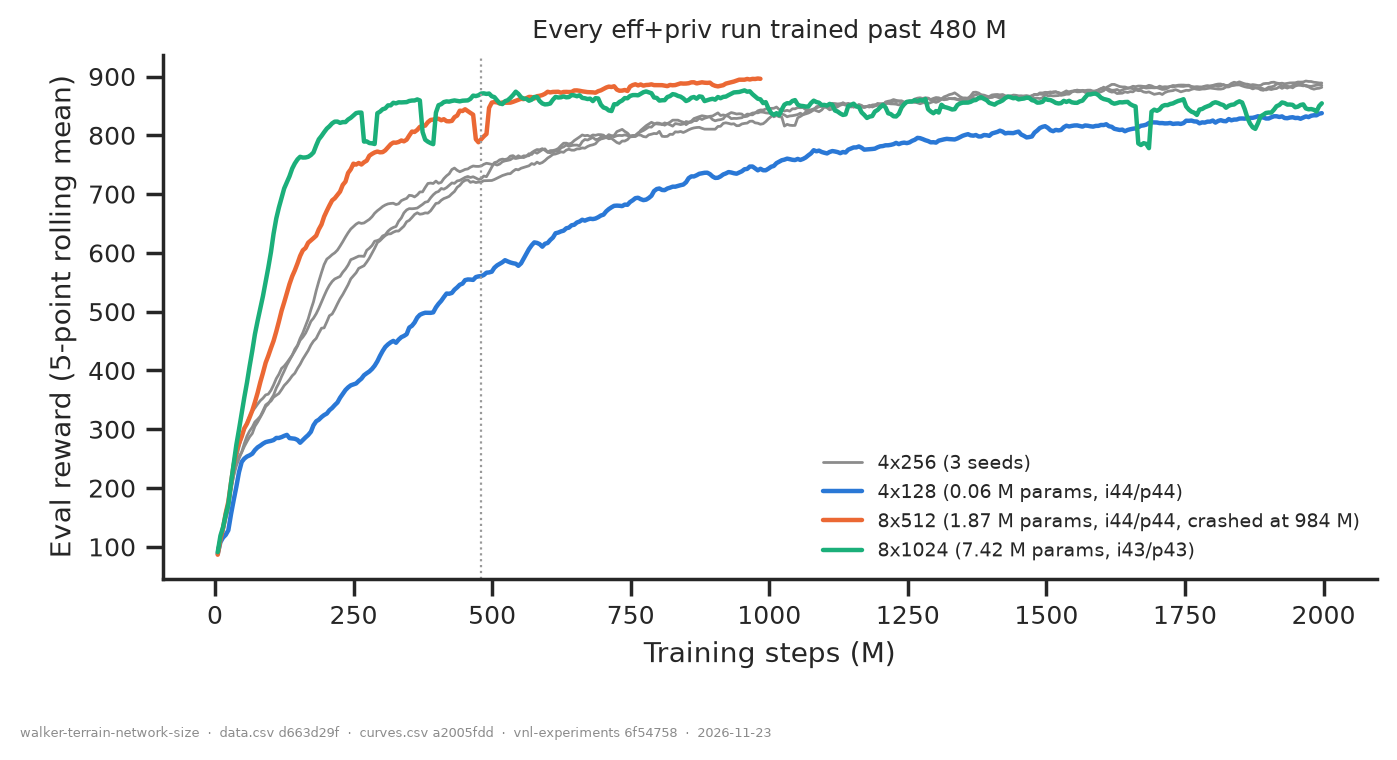 Every eff+priv run trained past 480 M
Eval reward (5-point rolling mean)
900
800
700
600
500
400
300
200
100
4x256 (3 seeds)
4x128 (0.06 M params, i44/p44)
8x512 (1.87 M params, i44/p44, crashed at 984 M)
8x1024 (7.42 M params, i43/p43)
0 250 500 750 1000 1250 1500 1750 2000
Training steps (M)
walker-terrain-network-size · data.csv d663d29f · curves.csv a2005fdd · vnl-experiments 6f54758 · 2026-11-23